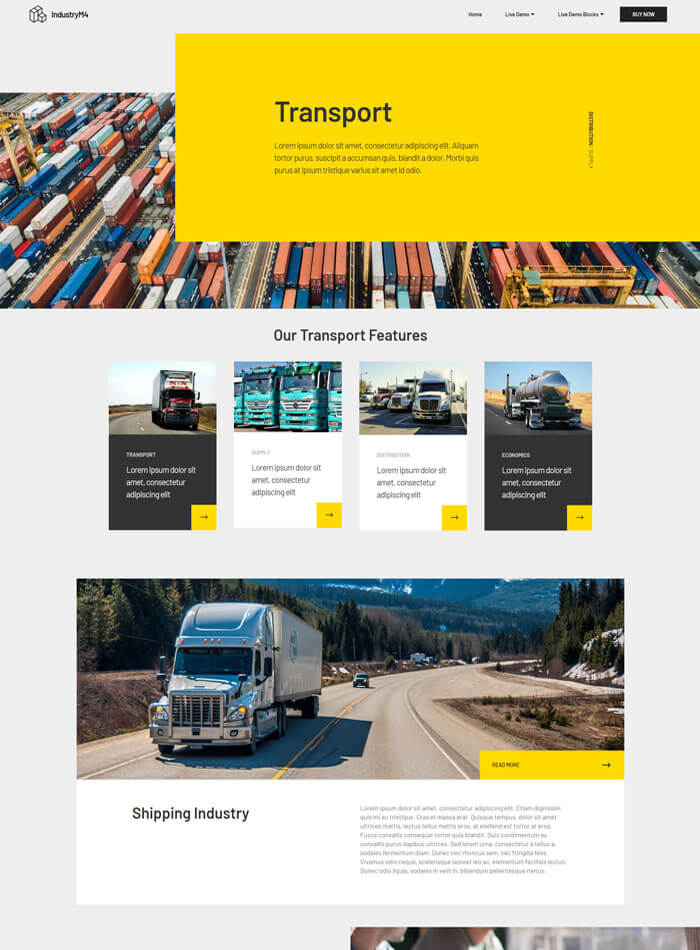 IndustryM4
Home
Live Demo
Live Demo Blocks
BUY NOW
Transport
Lorem ipsum dolor sit amet, consectetur adipiscing elit. Aliquam
tortor purus, suscipit a accumsan quis, blandit a dolor. Morbi quis
purus at ipsum tristique varius sit amet id odio.
DISTRIBUTION / SUPPLY
Our Transport Features
TRANSPORT
Lorem ipsum dolor sit
amet, consectetur
adipiscing elit
SUPPLY
Lorem ipsum dolor sit
amet, consectetur
adipiscing elit
DISTRIBUTION
Lorem ipsum dolor sit
amet, consectetur
adipiscing elit
ECONOMICS
Lorem ipsum dolor sit
amet, consectetur
adipiscing elit
READ MORE
Shipping Industry
Lorem ipsum dolor sit amet, consectetur adipiscing elit. Etiam dignissim
quis mi eu tristique. Cras et massa erat. Quisque tempus, dolor sit amet
ultrices mattis, lectus tellus mattis eros, at eleifend est tortor at eros.
Fusce convallis consequat tortor quis blandit. Duis condimentum ex
convallis purus dapibus ultrices. Sed lorem urna, consectetur a tellus a,
sodales fermentum diam. Donec nec rhoncus sem, nec fringilla felis.
Vivamus odio neque, scelerisque laoreet leo ac, elementum facilisis lectus.
Donec odio ligula, sodales in velit in, bibendum pellentesque metus.